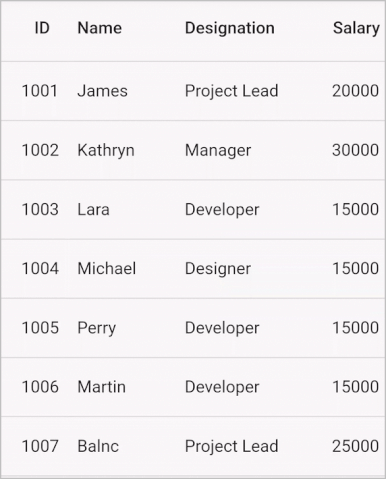 ID Name Designation Salary
1001 James Project Lead 20000
1002 Kathryn Manager 30000
1003 Lara Developer 15000
1004 Michael Designer 15000
1005 Perry Developer 15000
1006 Martin Developer 15000
1007 Balnc Project Lead 25000